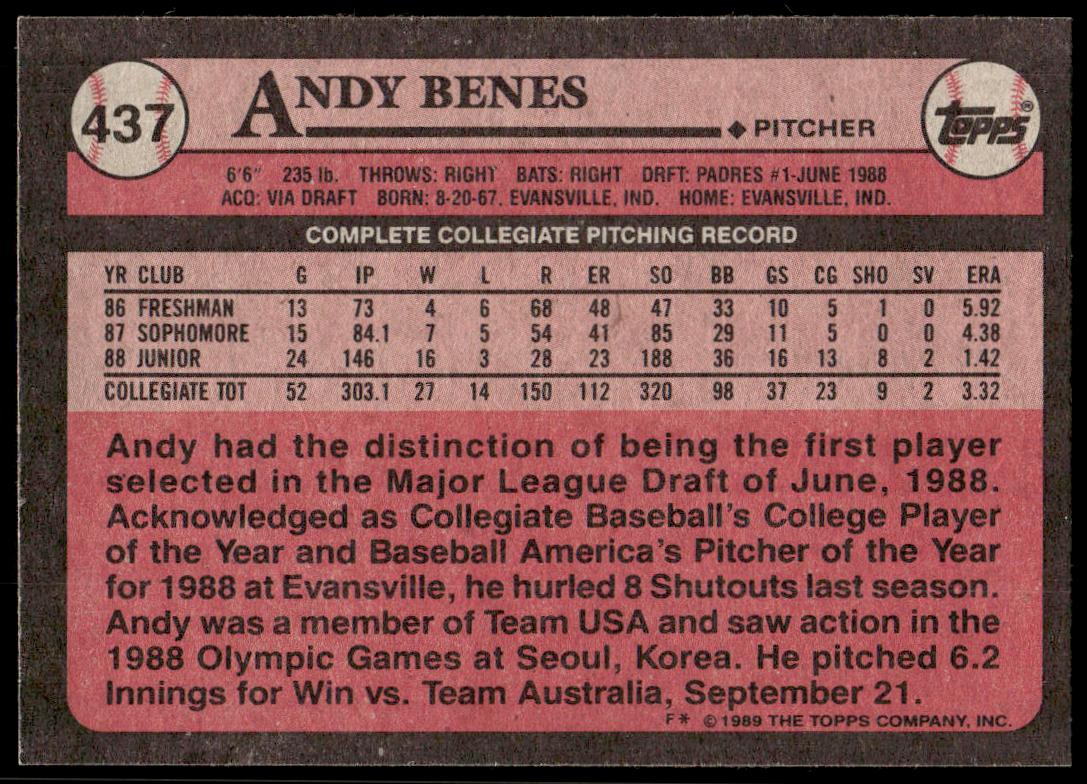 437
ANDY BENES
topps®
◆ PITCHER
6'6" 235 lb. THROWS: RIGHT BATS: RIGHT DRFT: PADRES #1-JUNE 1988
ACQ: VIA DRAFT BORN: 8-20-67, EVANSVILLE, IND. HOME: EVANSVILLE, IND.
COMPLETE COLLEGIATE PITCHING RECORD
YR CLUB G IP W L R ER SO BB GS CG SHO SV ERA
86 FRESHMAN 13 73 4 6 68 48 47 33 10 5 1 0 5.92
87 SOPHOMORE 15 84.1 7 5 54 41 85 29 11 5 0 0 4.38
88 JUNIOR 24 146 16 3 28 23 188 36 16 13 8 2 1.42
COLLEGIATE TOT 52 303.1 27 14 150 112 320 98 37 23 9 2 3.32
Andy had the distinction of being the first player
selected in the Major League Draft of June, 1988.
Acknowledged as Collegiate Baseball's College Player
of the Year and Baseball America's Pitcher of the Year
for 1988 at Evansville, he hurled 8 Shutouts last season.
Andy was a member of Team USA and saw action in the
1988 Olympic Games at Seoul, Korea. He pitched 6.2
Innings for Win vs. Team Australia, September 21.
F* © 1989 THE TOPPS COMPANY, INC.